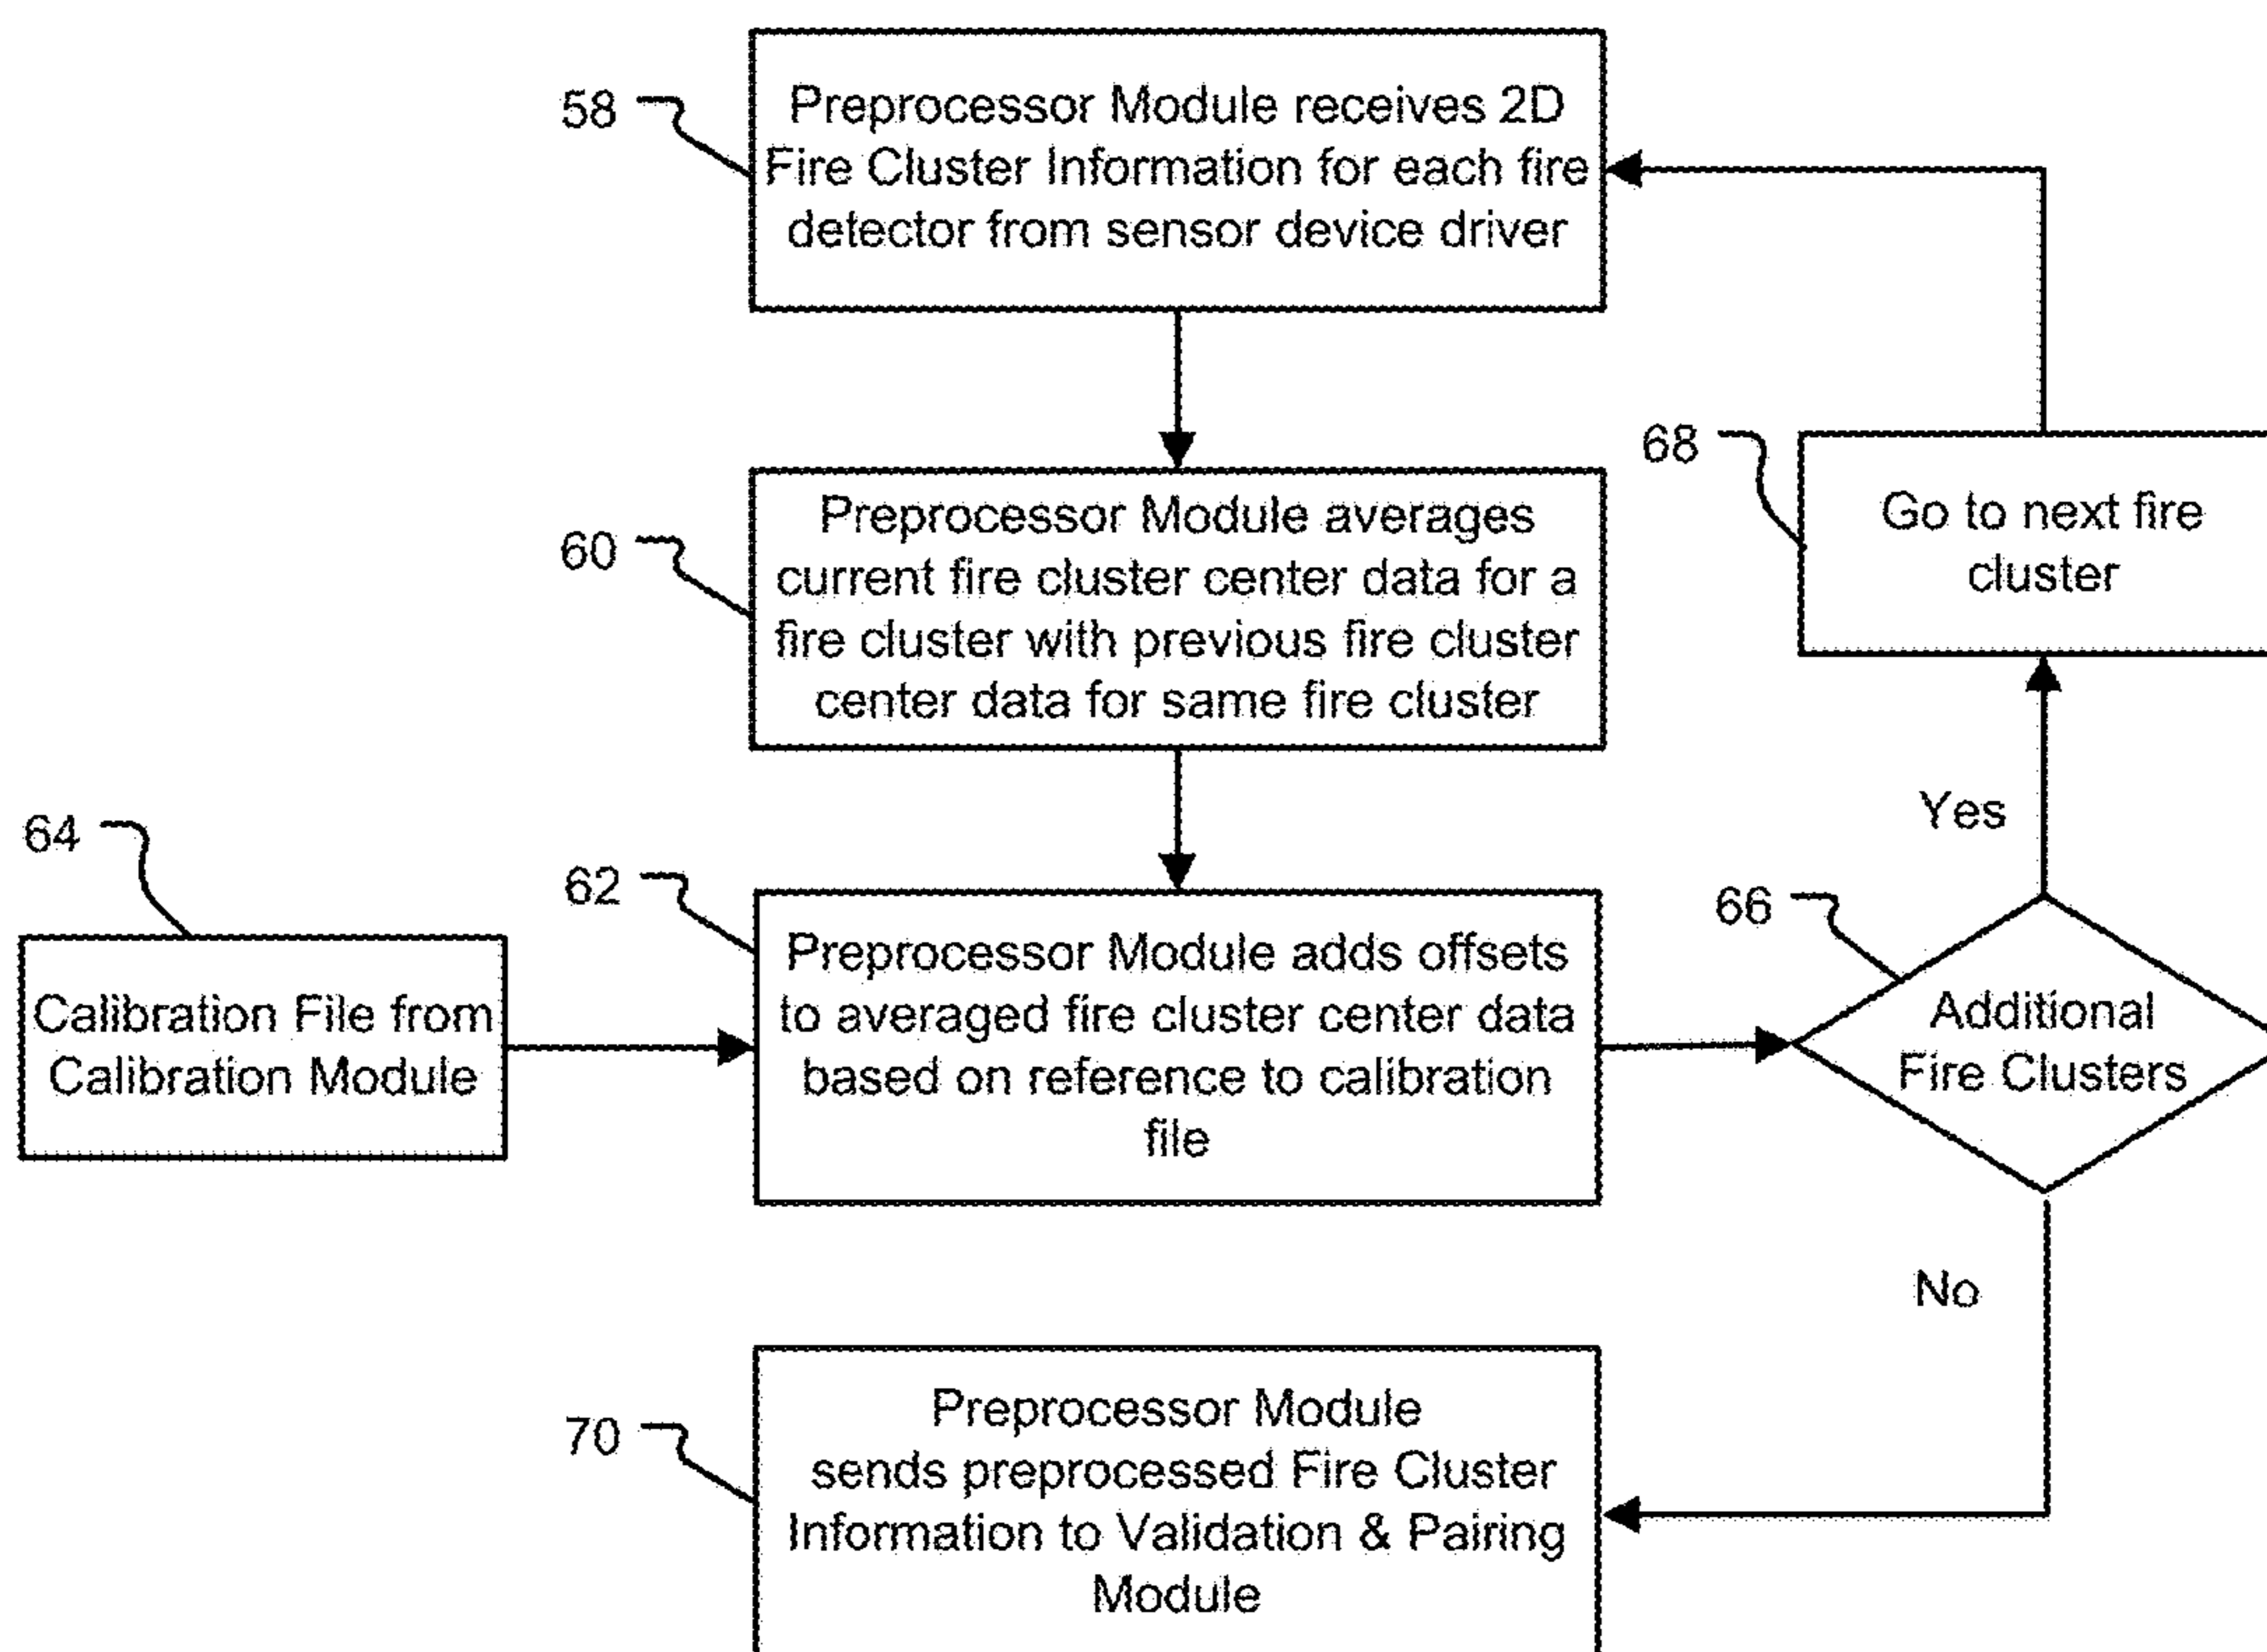 58
Preprocessor Module receives 2D
Fire Cluster Information for each fire
detector from sensor device driver
60
Preprocessor Module averages
current fire cluster center data for a
fire cluster with previous fire cluster
center data for same fire cluster
68
Go to next fire
cluster
Yes
64
Calibration File from
Calibration Module
62
Preprocessor Module adds offsets
to averaged fire cluster center data
based on reference to calibration
file
66
Additional
Fire Clusters
No
70
Preprocessor Module
sends preprocessed Fire Cluster
Information to Validation & Pairing
Module